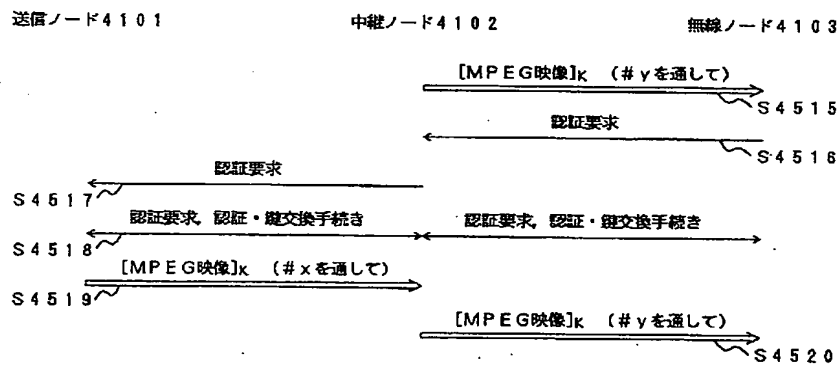 送信ノード4101 中継ノード4102 無線ノード4103
[MPEG映像]K (#yを通して)
S4515
認証要求
S4516
認証要求
S4517
認証要求,認証・鍵交換手続き 認証要求,認証・鍵交換手続き
S4518
[MPEG映像]K (#xを通して)
S4519
[MPEG映像]K (#yを通して)
S4520